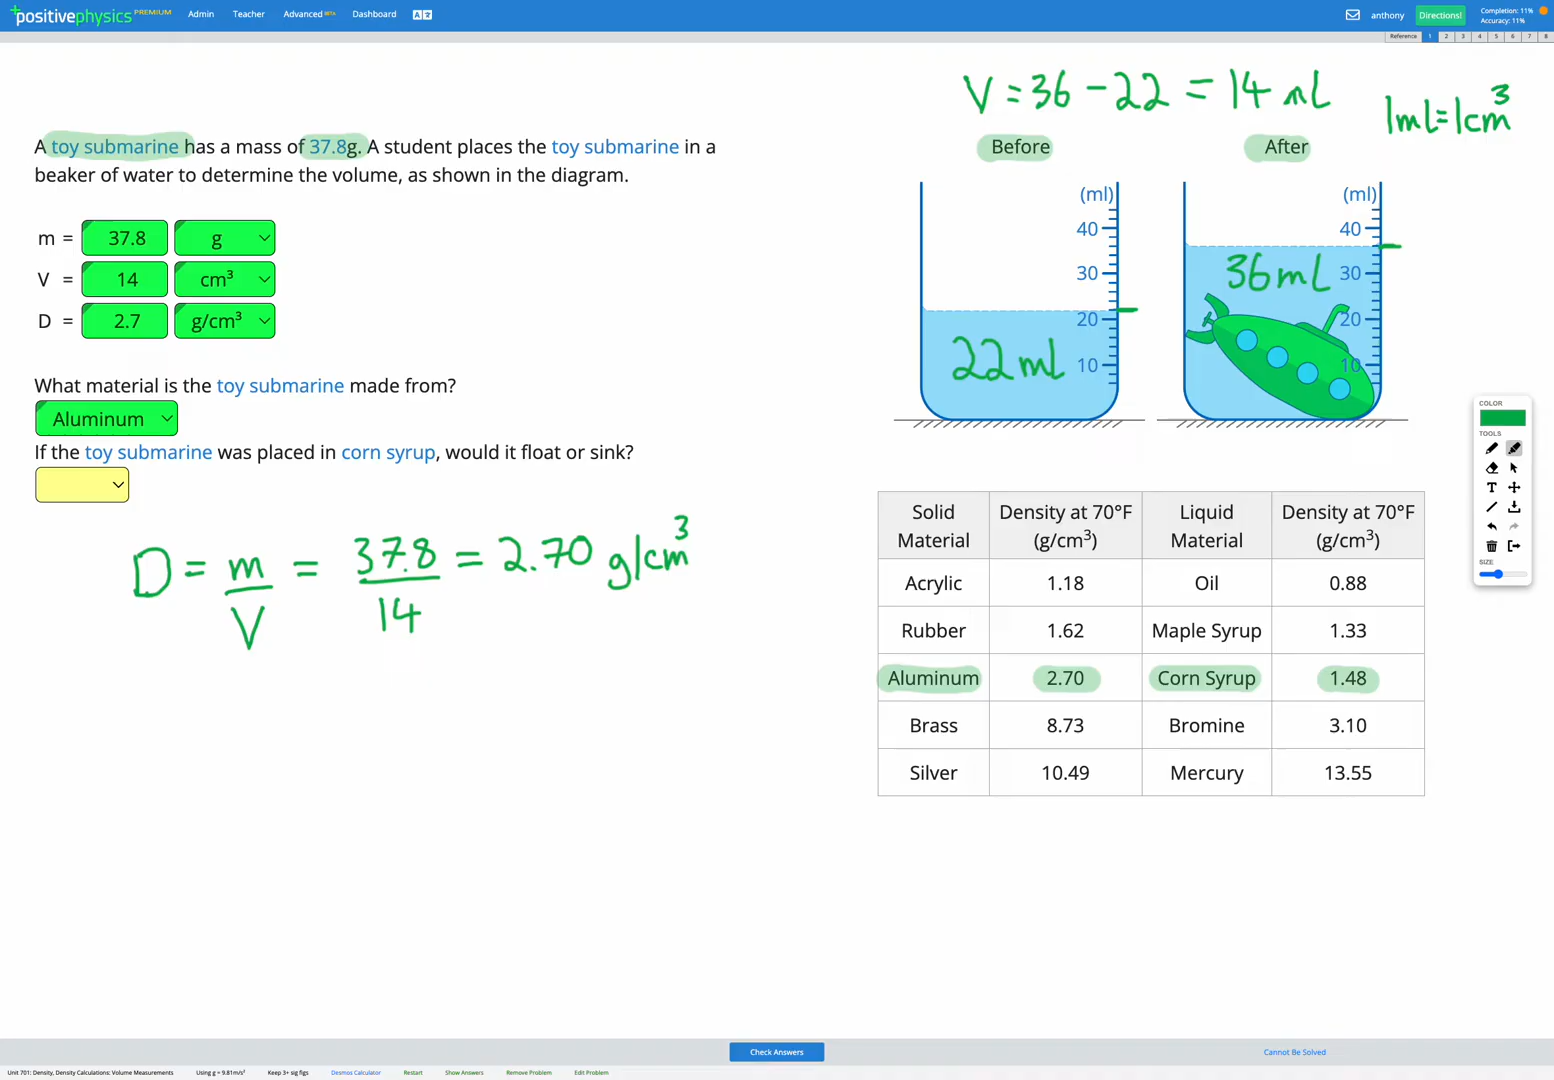 positivephysics PREMIUM
Admin
Teacher
Advanced BETA
Dashboard
anthony
Directions!
Completion: 11%
Accuracy: 11%
Reference 1 2 3 4 5 6 7 8
A toy submarine has a mass of 37.8g. A student places the toy submarine in a
beaker of water to determine the volume, as shown in the diagram.
m = 37.8 g
V = 14 cm³
D = 2.7 g/cm³
What material is the toy submarine made from?
Aluminum
If the toy submarine was placed in corn syrup, would it float or sink?
D = m/V = 37.8/14 = 2.70 g/cm³
V = 36 - 22 = 14 mL
1ml=1cm³
Before
(ml)
40
30
20
10
22mL
After
(ml)
40
30
20
10
36mL
Solid Material Density at 70°F (g/cm³) Liquid Material Density at 70°F (g/cm³)
Acrylic 1.18 Oil 0.88
Rubber 1.62 Maple Syrup 1.33
Aluminum 2.70 Corn Syrup 1.48
Brass 8.73 Bromine 3.10
Silver 10.49 Mercury 13.55
COLOR
TOOLS
T
SIZE
Check Answers
Cannot Be Solved
Unit 701: Density, Density Calculations: Volume Measurements
Using g = 9.81m/s²
Keep 3+ sig figs
Desmos Calculator
Restart
Show Answers
Remove Problem
Edit Problem